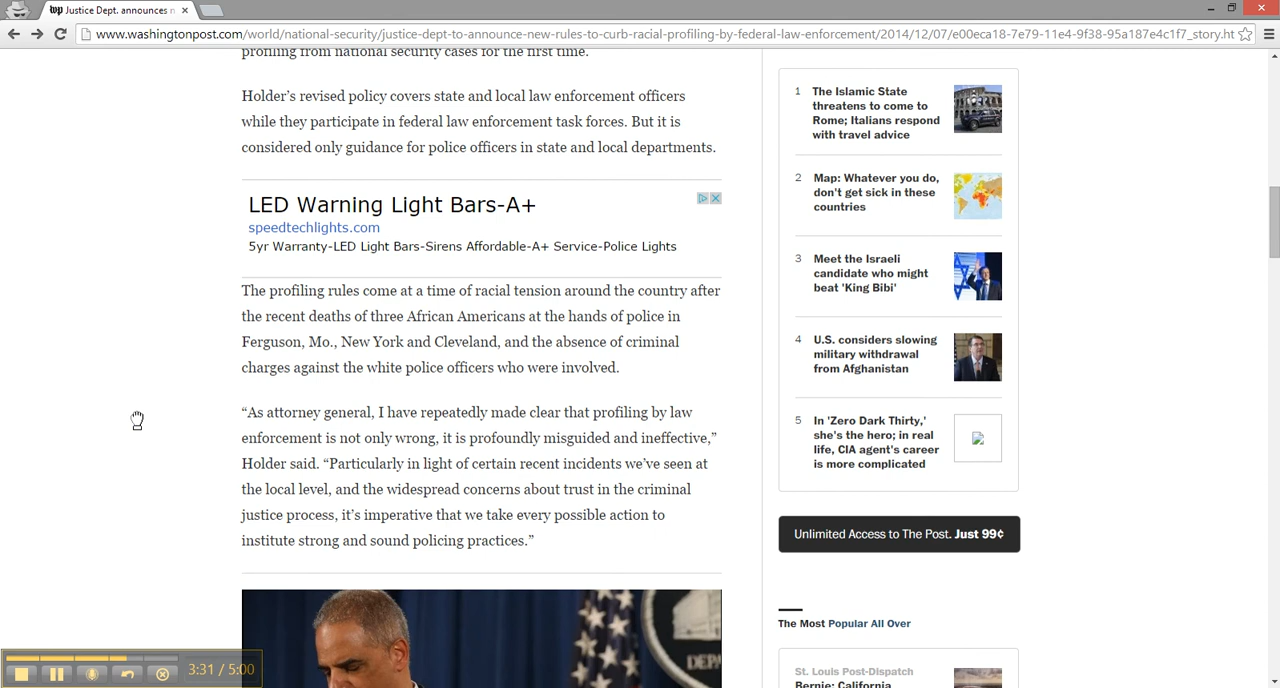 Justice Dept. announces n
www.washingtonpost.com/world/national-security/justice-dept-to-announce-new-rules-to-curb-racial-profiling-by-federal-law-enforcement/2014/12/07/e00eca18-7e79-11e4-9f38-95a187e4c1f7_story.ht
profiling from national security cases for the first time.
Holder’s revised policy covers state and local law enforcement officers
while they participate in federal law enforcement task forces. But it is
considered only guidance for police officers in state and local departments.
LED Warning Light Bars-A+
speedtechlights.com
5yr Warranty-LED Light Bars-Sirens Affordable-A+ Service-Police Lights
The profiling rules come at a time of racial tension around the country after
the recent deaths of three African Americans at the hands of police in
Ferguson, Mo., New York and Cleveland, and the absence of criminal
charges against the white police officers who were involved.
“As attorney general, I have repeatedly made clear that profiling by law
enforcement is not only wrong, it is profoundly misguided and ineffective,”
Holder said. “Particularly in light of certain recent incidents we’ve seen at
the local level, and the widespread concerns about trust in the criminal
justice process, it’s imperative that we take every possible action to
institute strong and sound policing practices.”
DEPA
1 The Islamic State
threatens to come to
Rome; Italians respond
with travel advice
2 Map: Whatever you do,
don't get sick in these
countries
3 Meet the Israeli
candidate who might
beat 'King Bibi'
4 U.S. considers slowing
military withdrawal
from Afghanistan
5 In 'Zero Dark Thirty,'
she's the hero; in real
life, CIA agent's career
is more complicated
Unlimited Access to The Post. Just 99¢
The Most Popular All Over
St. Louis Post-Dispatch
Bernie: California
3:31 / 5:00